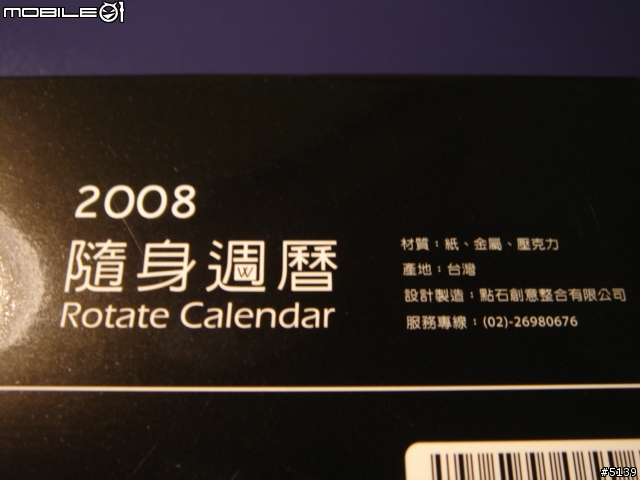 MOBILE01
2008
隨身週曆
W
Rotate Calendar
材質：紙、金屬、壓克力
產地：台灣
設計製造：點石創意整合有限公司
服務專線：(02)-26980676
#5139